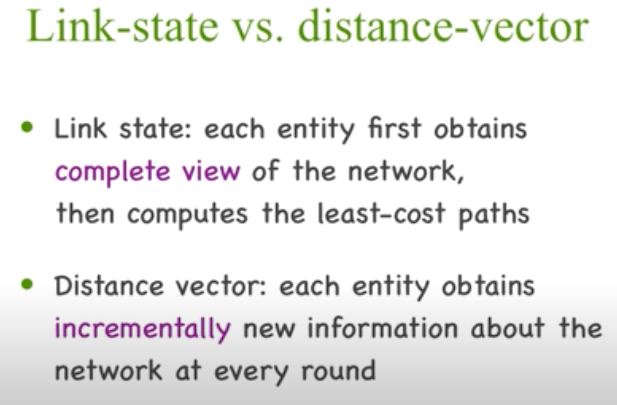 Link-state vs. distance-vector
• Link state: each entity first obtains
complete view of the network,
then computes the least-cost paths
• Distance vector: each entity obtains
incrementally new information about the
network at every round